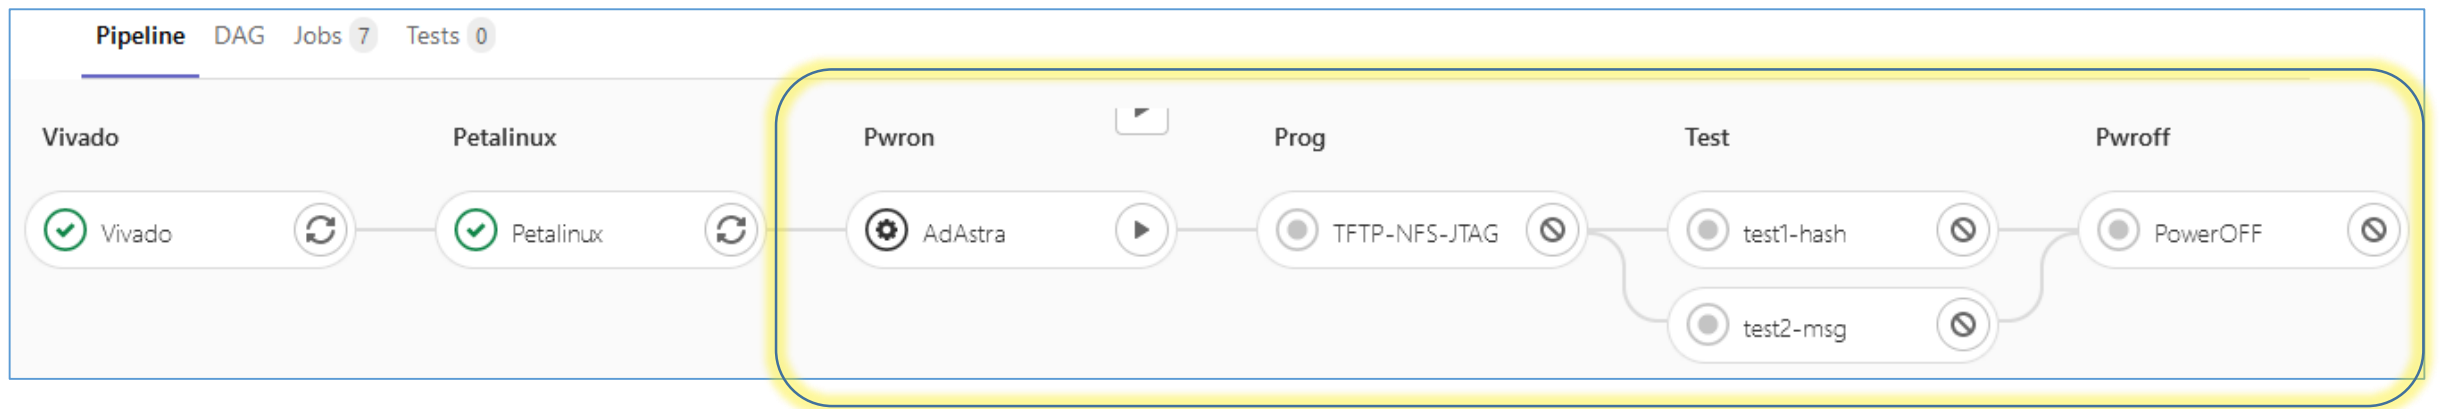 Pipeline DAG Jobs 7 Tests 0
Vivado Petalinux Pwron Prog Test Pwroff
Vivado Petalinux AdAstra TFTP-NFS-JTAG test1-hash PowerOFF
test2-msg